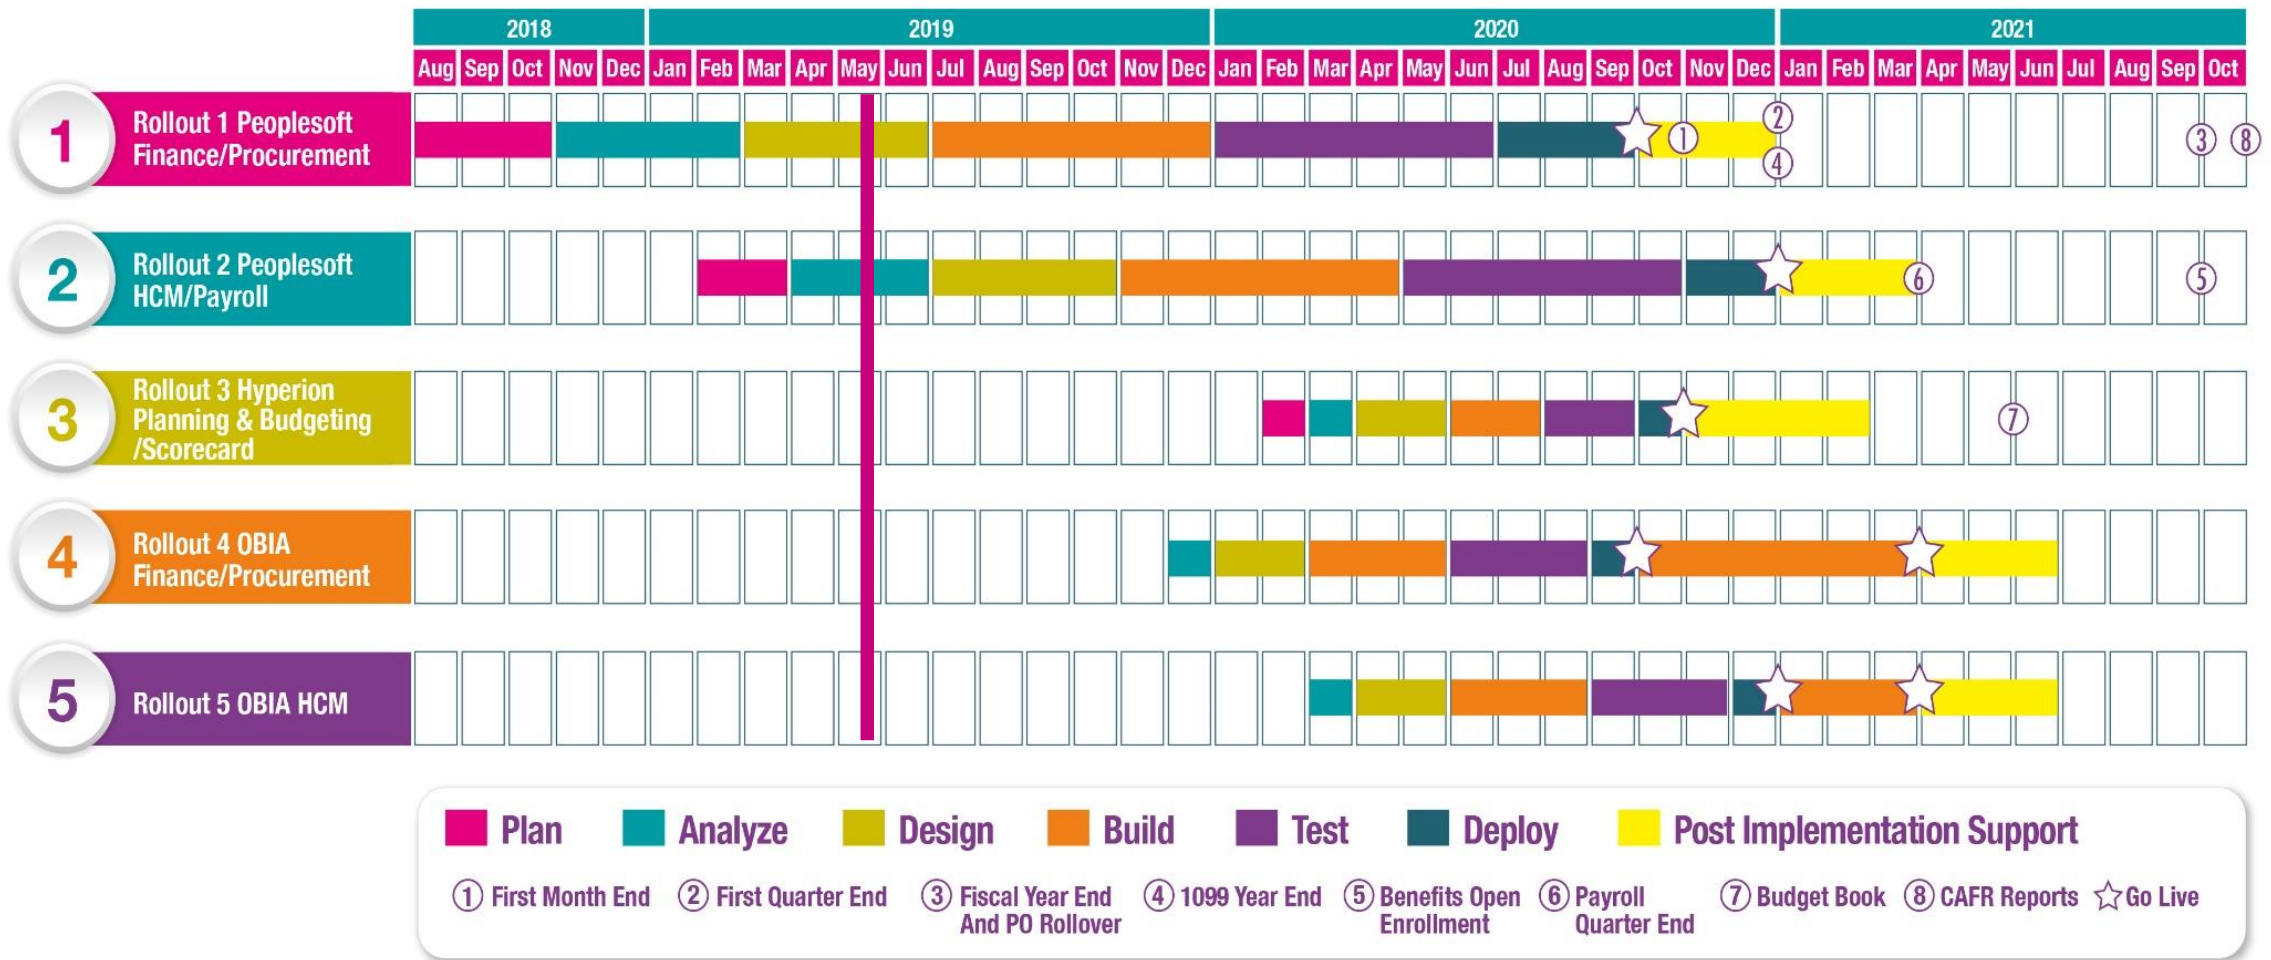 2018 2019 2020 2021
Aug Sep Oct Nov Dec Jan Feb Mar Apr May Jun Jul Aug Sep Oct Nov Dec Jan Feb Mar Apr May Jun Jul Aug Sep Oct Nov Dec Jan Feb Mar Apr May Jun Jul Aug Sep Oct
1
Rollout 1 Peoplesoft
Finance/Procurement
1
2
4
3
8
2
Rollout 2 Peoplesoft
HCM/Payroll
6
5
3
Rollout 3 Hyperion
Planning & Budgeting
/Scorecard
7
4
Rollout 4 OBIA
Finance/Procurement
5
Rollout 5 OBIA HCM
Plan Analyze Design Build Test Deploy Post Implementation Support
1 First Month End
2 First Quarter End
3 Fiscal Year End
And PO Rollover
4 1099 Year End
5 Benefits Open
Enrollment
6 Payroll
Quarter End
7 Budget Book
8 CAFR Reports
Go Live